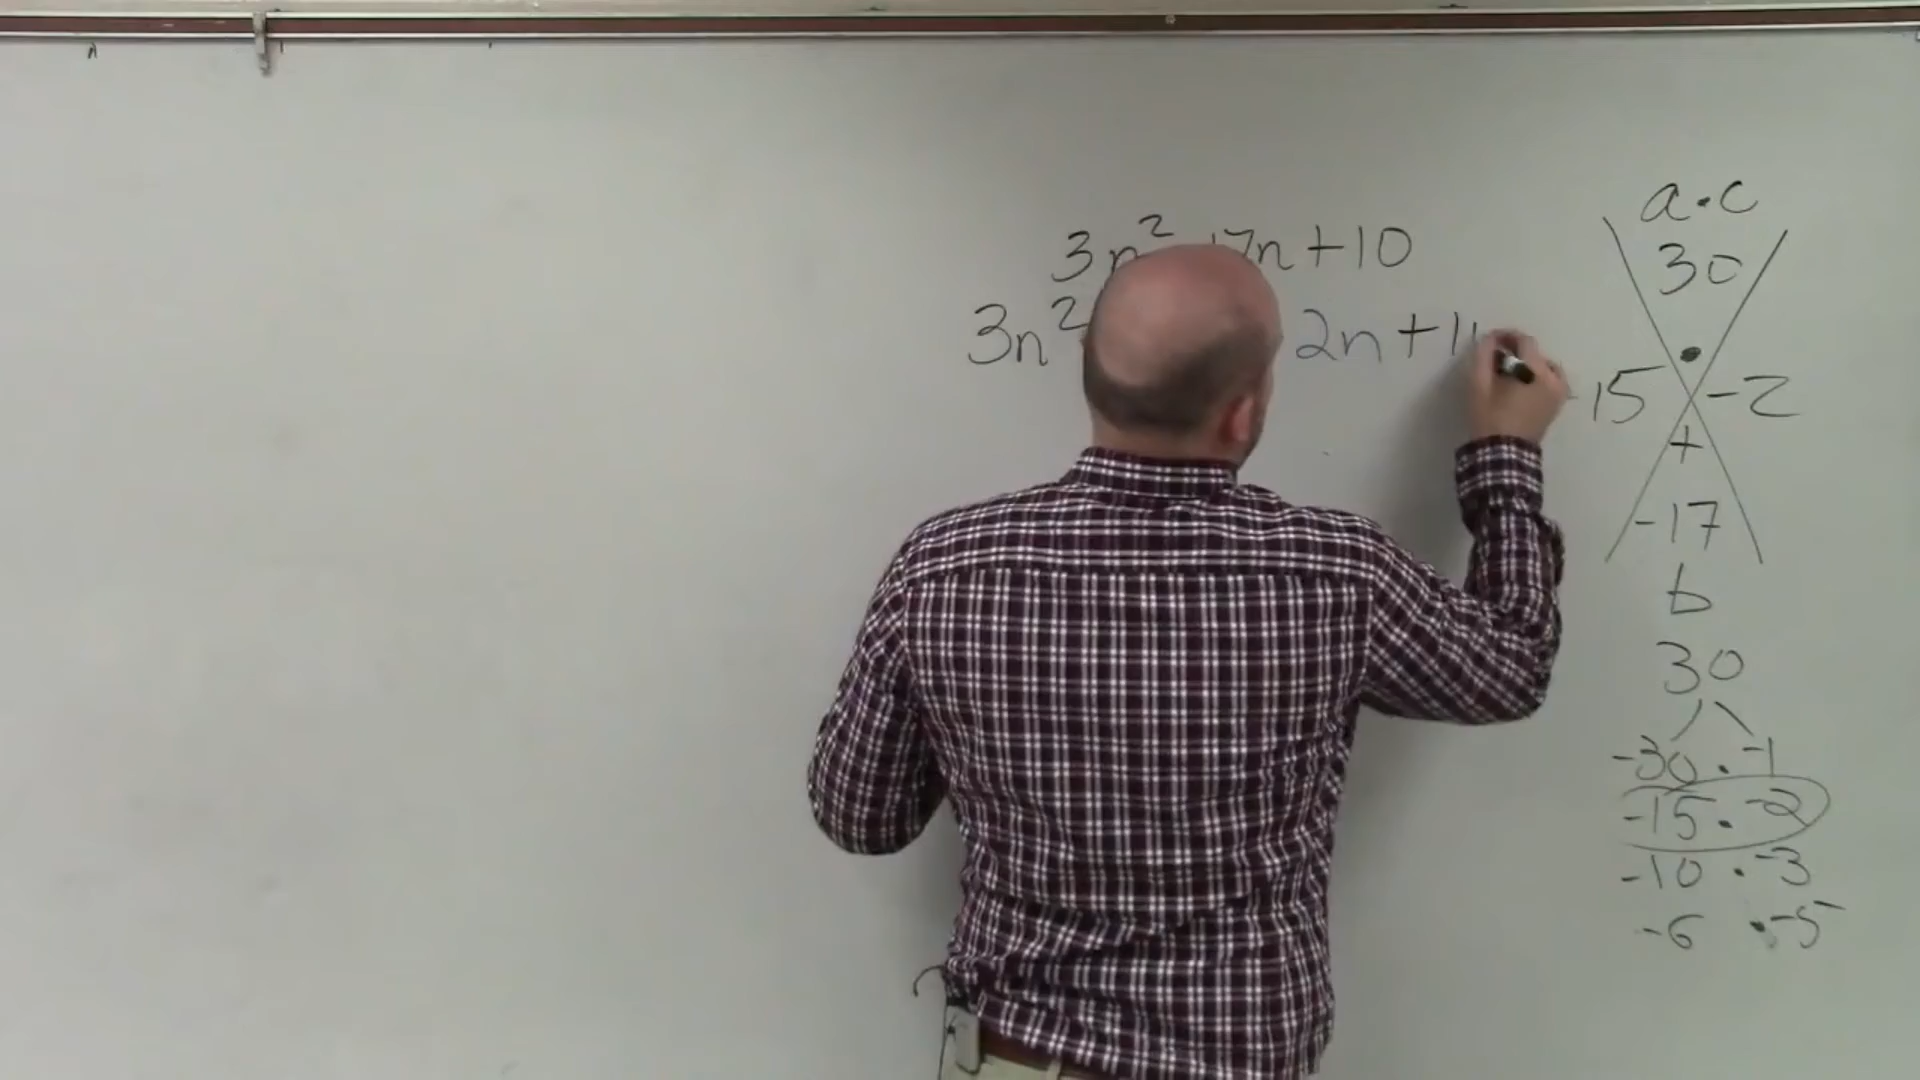 3n² 17n + 10
3n² 2n + 1
a·c
30
15 -2
+
-17
b
30
-30 · -1
-15 · -2
-10 · -3
-6 · -5